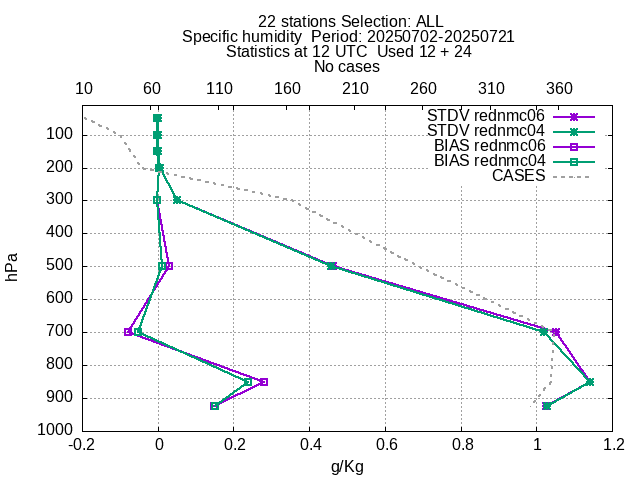 22 stations Selection: ALL
Specific humidity  Period: 20250702-20250721
Statistics at 12 UTC  Used 12 + 24
No cases
10 60 110 160 210 260 310 360
STDV rednmc06
STDV rednmc04
BIAS rednmc06
BIAS rednmc04
CASES
hPa
100
200
300
400
500
600
700
800
900
1000
-0.2 0 0.2 0.4 0.6 0.8 1 1.2
g/Kg